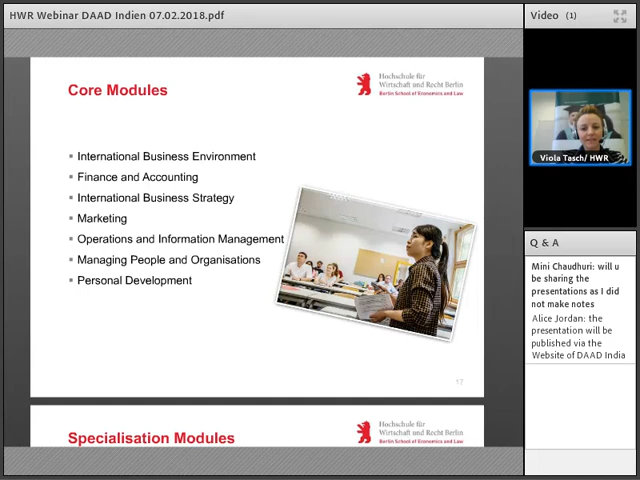 HWR Webinar DAAD Indien 07.02.2018.pdf
Core Modules
Hochschule für
Wirtschaft und Recht Berlin
Berlin School of Economics and Law
International Business Environment
Finance and Accounting
International Business Strategy
Marketing
Operations and Information Management
Managing People and Organisations
Personal Development
17
Specialisation Modules
Hochschule für
Wirtschaft und Recht Berlin
Berlin School of Economics and Law
Video (1)
Viola Tasch/ HWR
Q & A
Mini Chaudhuri: will u
be sharing the
presentations as I did
not make notes
Alice Jordan: the
presentation will be
published via the
Website of DAAD India